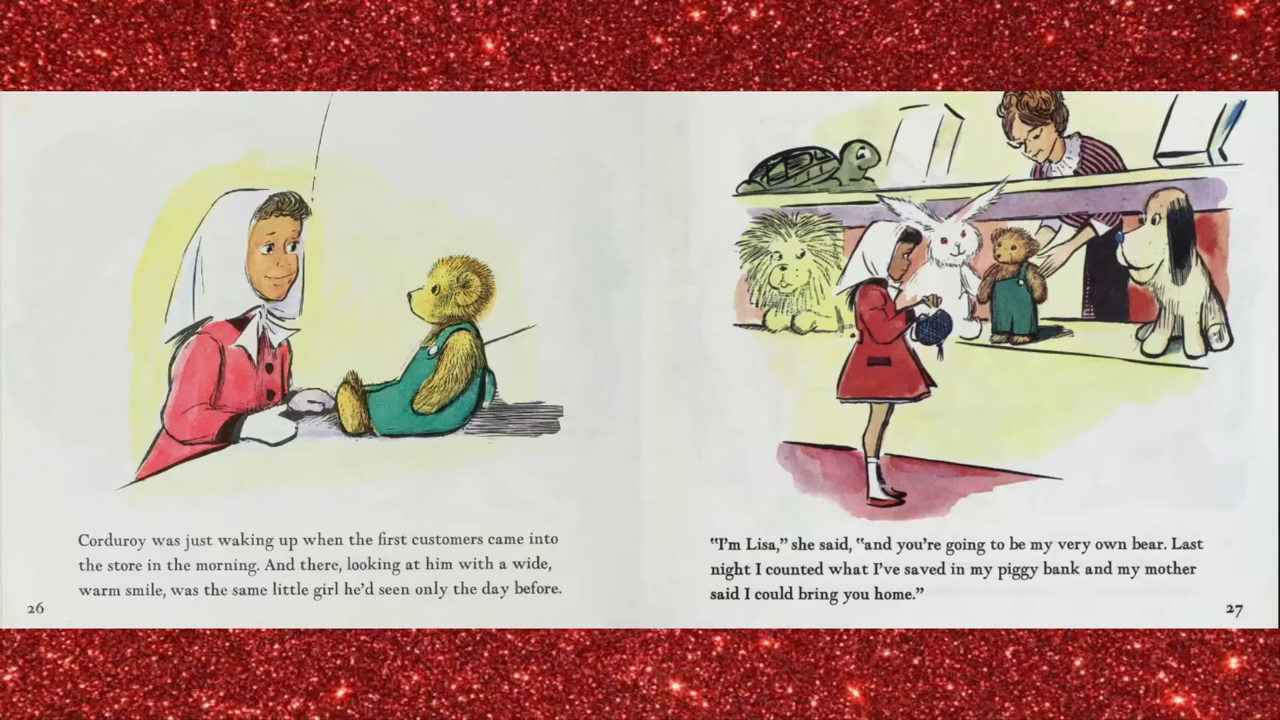 Corduroy was just waking up when the first customers came into
the store in the morning. And there, looking at him with a wide,
warm smile, was the same little girl he'd seen only the day before.
26
"I'm Lisa," she said, "and you're going to be my very own bear. Last
night I counted what I've saved in my piggy bank and my mother
said I could bring you home."
27